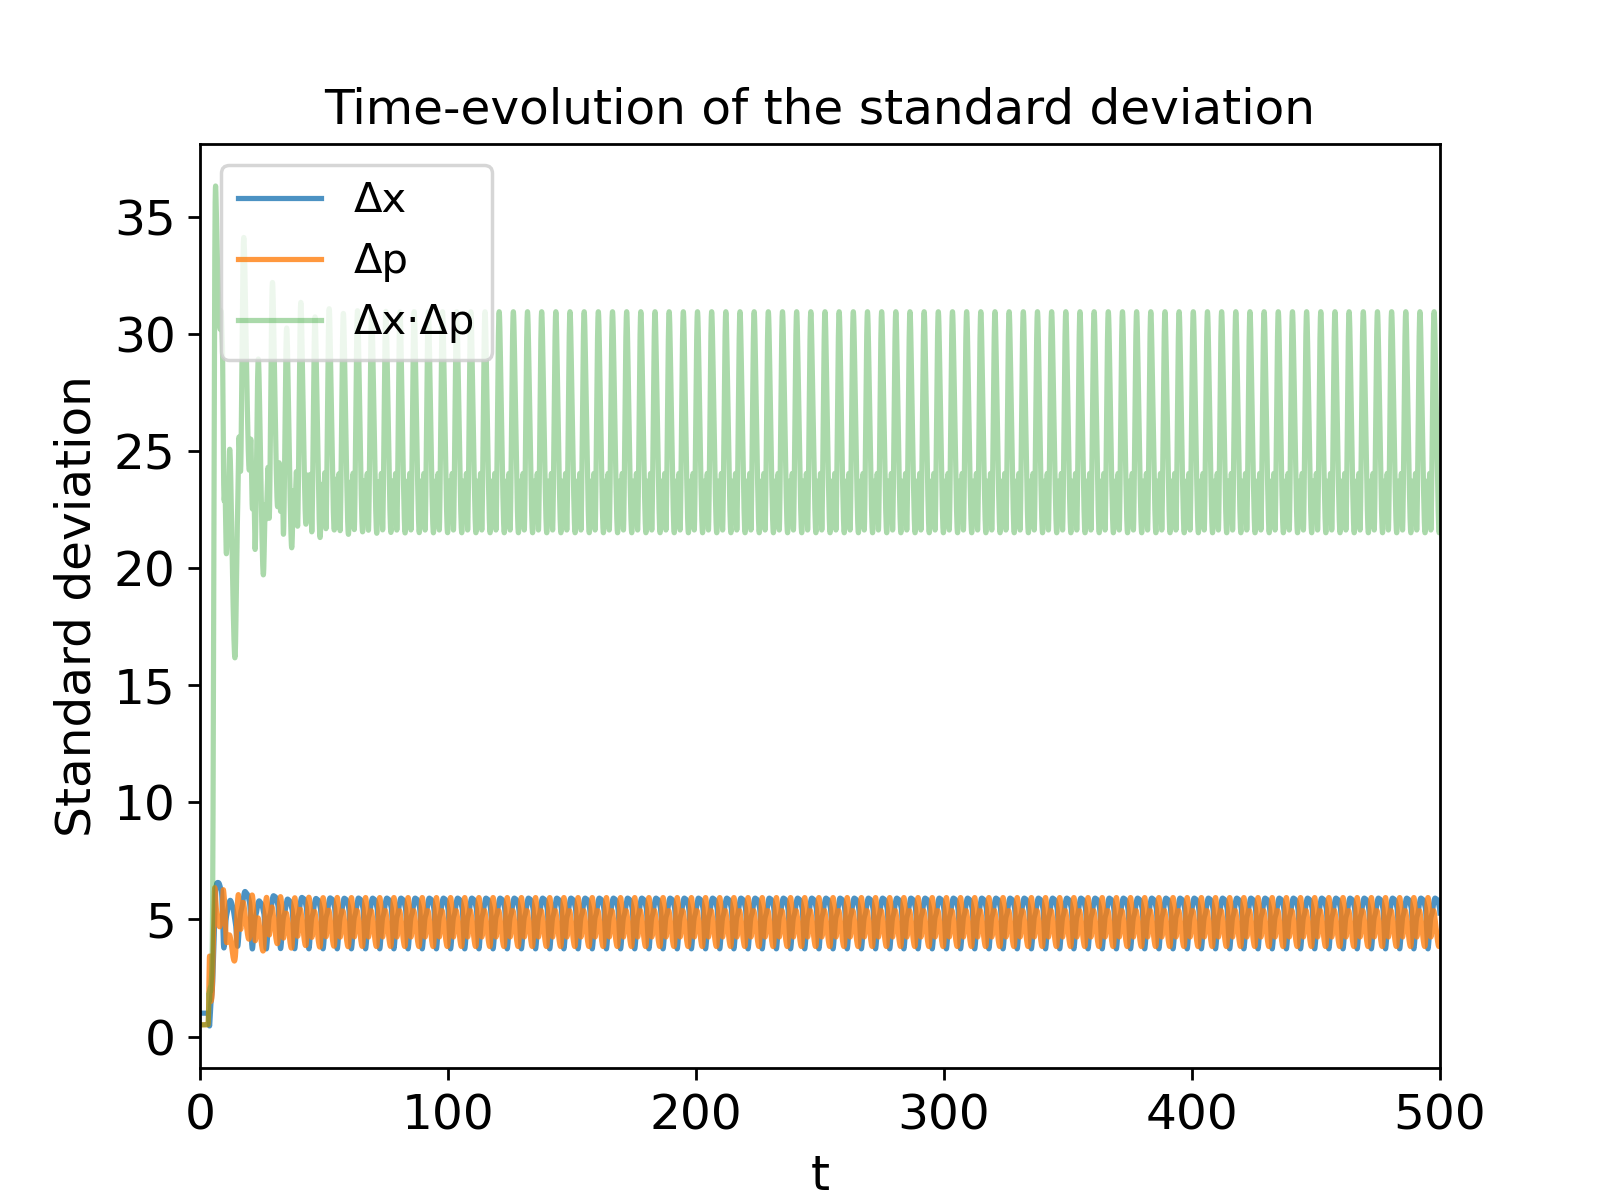 Time-evolution of the standard deviation
Δx
Δp
Δx·Δp
Standard deviation
35
30
25
20
15
10
5
0
0 100 200 300 400 500
t